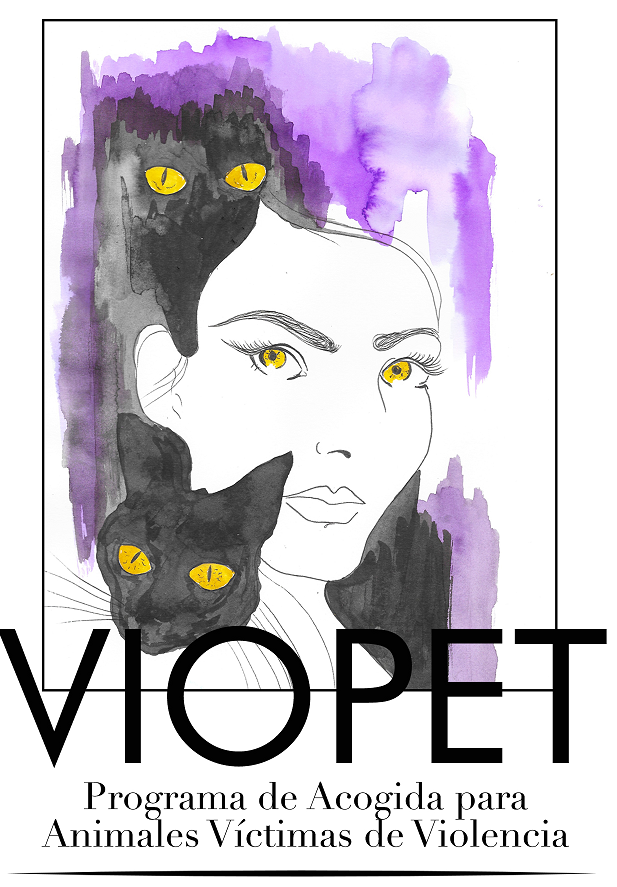 VIOPET
Programa de Acogida para
Animales Víctimas de Violencia